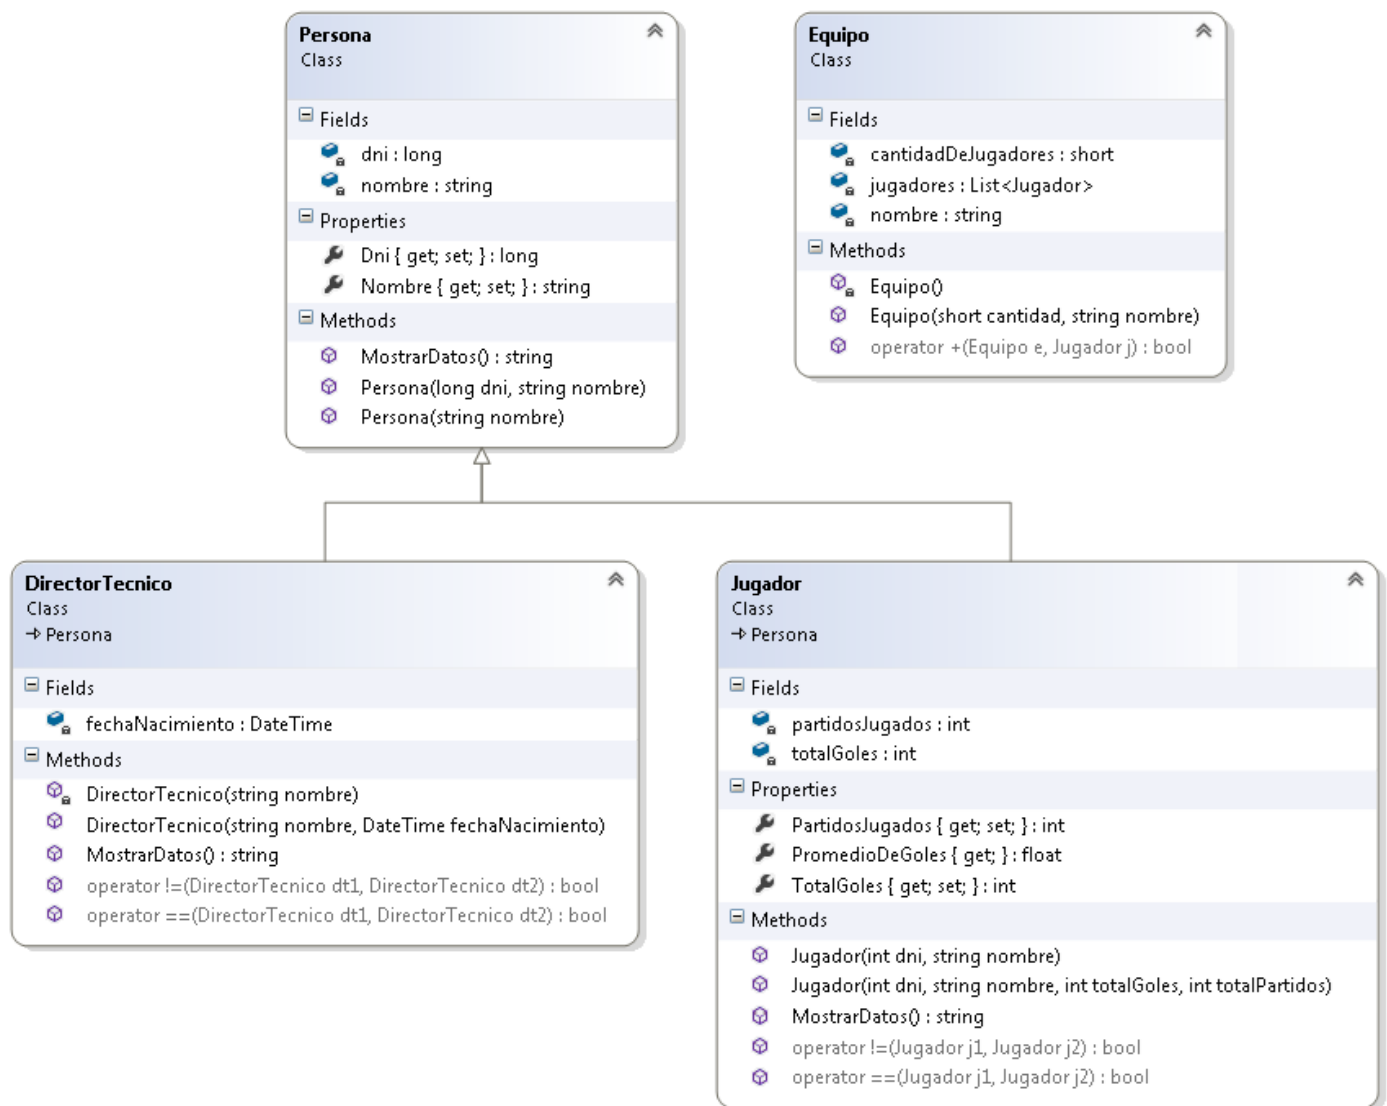 Persona
Class
Fields
dni : long
nombre : string
Properties
Dni { get; set; } : long
Nombre { get; set; } : string
Methods
MostrarDatos() : string
Persona(long dni, string nombre)
Persona(string nombre)
Equipo
Class
Fields
cantidadDeJugadores : short
jugadores : List<Jugador>
nombre : string
Methods
Equipo()
Equipo(short cantidad, string nombre)
operator +(Equipo e, Jugador j) : bool
DirectorTecnico
Class
Persona
Fields
fechaNacimiento : DateTime
Methods
DirectorTecnico(string nombre)
DirectorTecnico(string nombre, DateTime fechaNacimiento)
MostrarDatos() : string
operator !=(DirectorTecnico dt1, DirectorTecnico dt2) : bool
operator ==(DirectorTecnico dt1, DirectorTecnico dt2) : bool
Jugador
Class
Persona
Fields
partidosJugados : int
totalGoles : int
Properties
PartidosJugados { get; set; } : int
PromedioDeGoles { get; } : float
TotalGoles { get; set; } : int
Methods
Jugador(int dni, string nombre)
Jugador(int dni, string nombre, int totalGoles, int totalPartidos)
MostrarDatos() : string
operator !=(Jugador j1, Jugador j2) : bool
operator ==(Jugador j1, Jugador j2) : bool